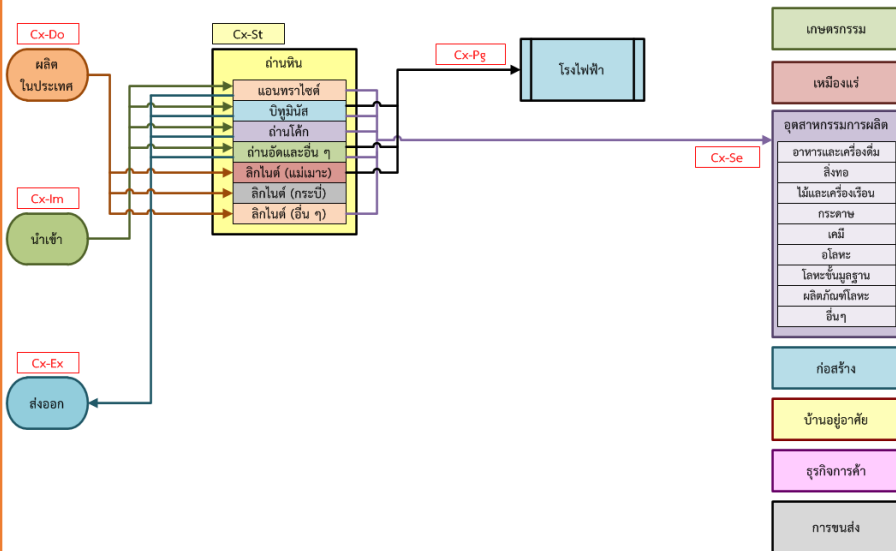 Cx-Do
ผลิต
ในประเทศ
Cx-Im
นำเข้า
Cx-Ex
ส่งออก
Cx-St
ถ่านหิน
แอนทราไซต์
บิทูมินัส
ถ่านโค้ก
ถ่านอัดและอื่น ๆ
ลิกไนต์ (แม่เมาะ)
ลิกไนต์ (กระบี่)
ลิกไนต์ (อื่น ๆ)
Cx-Pg
โรงไฟฟ้า
Cx-Se
เกษตรกรรม
เหมืองแร่
อุตสาหกรรมการผลิต
อาหารและเครื่องดื่ม
สิ่งทอ
ไม้และเครื่องเรือน
กระดาษ
เคมี
อโลหะ
โลหะขั้นมูลฐาน
ผลิตภัณฑ์โลหะ
อื่นๆ
ก่อสร้าง
บ้านอยู่อาศัย
ธุรกิจการค้า
การขนส่ง